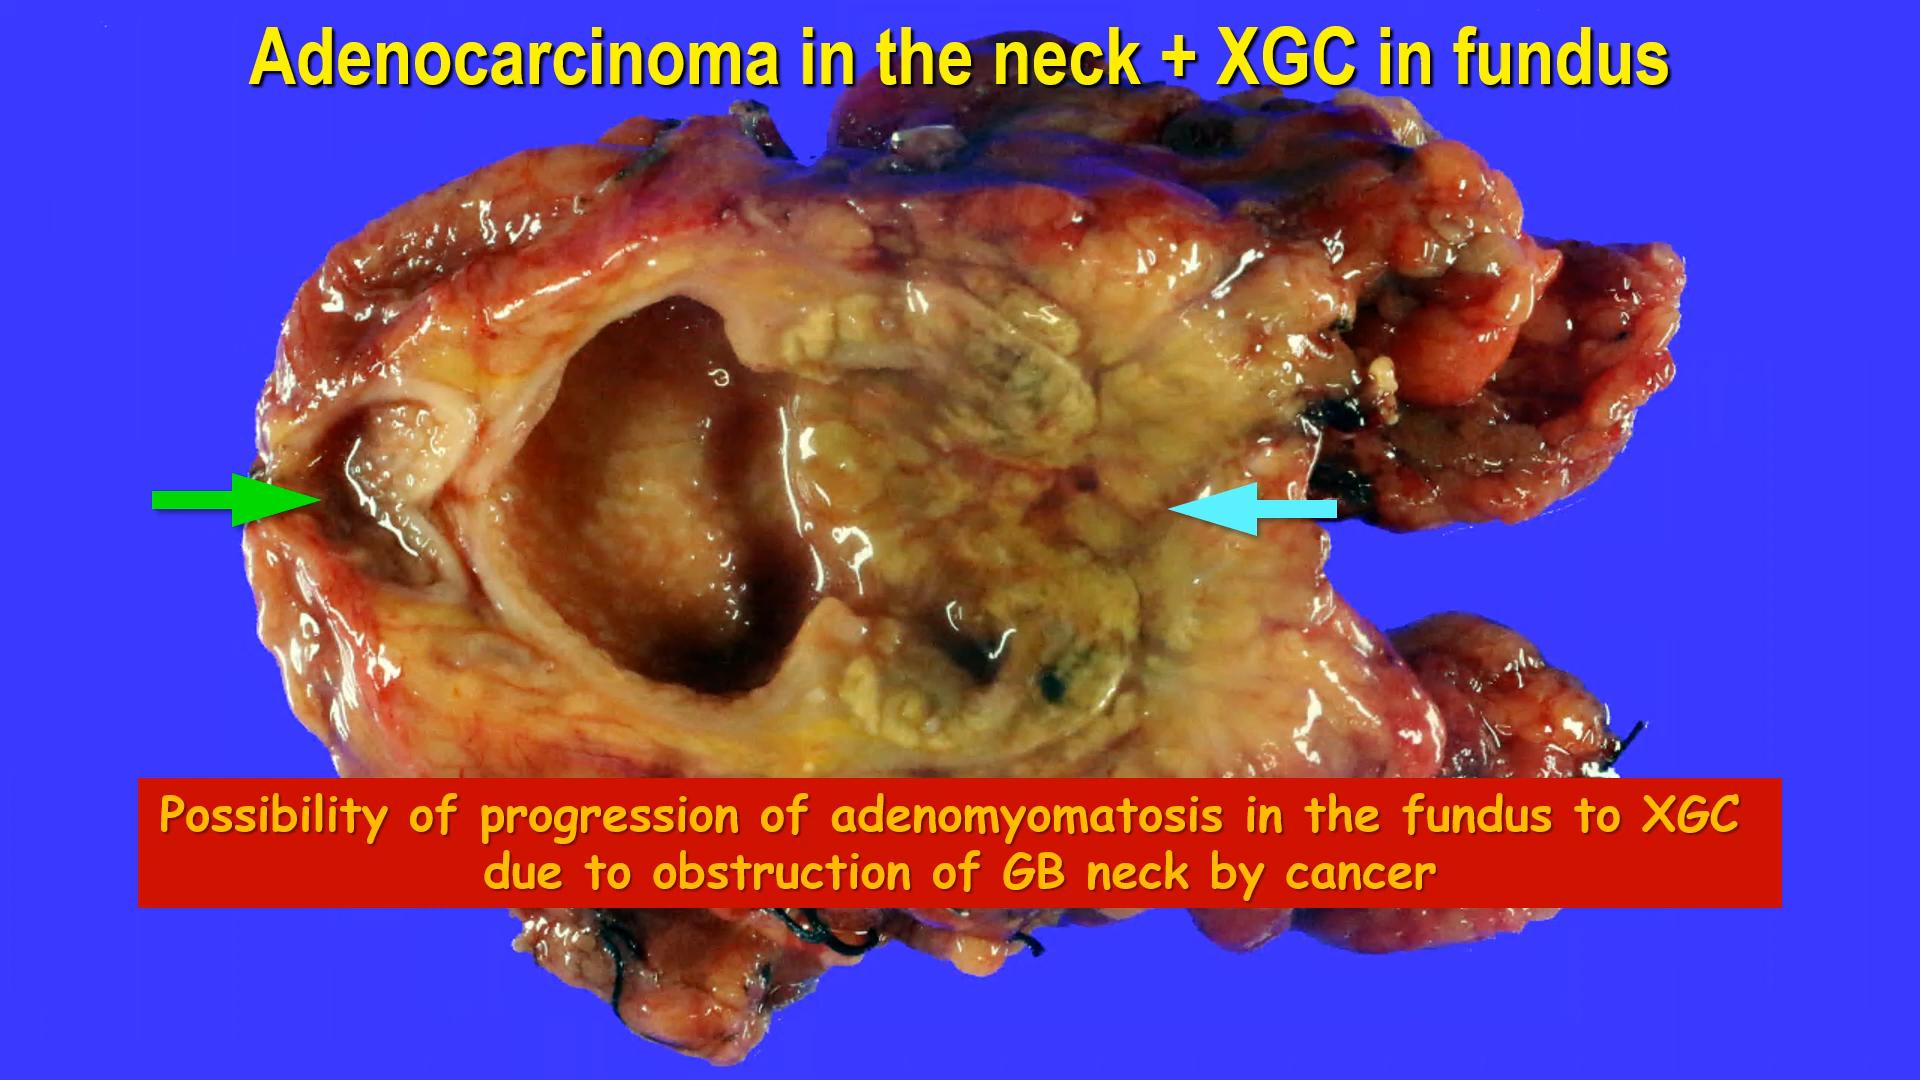 Adenocarcinoma in the neck + XGC in fundus
Possibility of progression of adenomyomatosis in the fundus to XGC
due to obstruction of GB neck by cancer